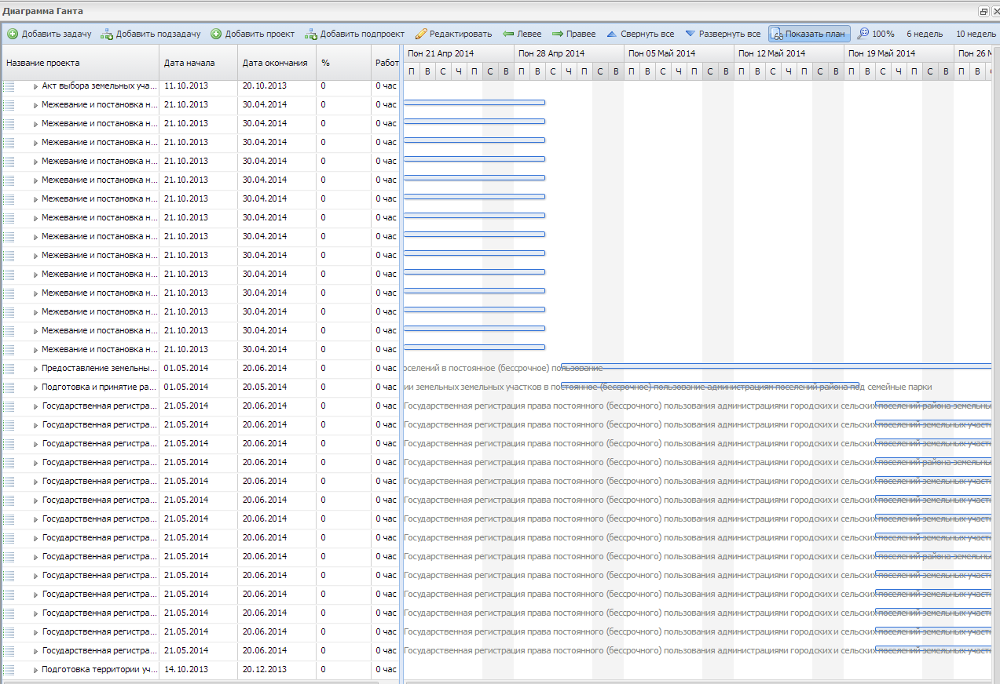 Диаграмма Ганта
Добавить задачу Добавить подзадачу Добавить проект Добавить подпроект Редактировать Левее Правее Свернуть все Развернуть все Показать план 100% 6 недель 10 недель
Название проекта Дата начала Дата окончания % Работ Пон 21 Апр 2014 Пон 28 Апр 2014 Пон 05 Май 2014 Пон 12 Май 2014 Пон 19 Май 2014 Пон 26 М
П В С Ч П С В П В С Ч П С В П В С Ч П С В П В С Ч П С В П В С Ч П С В П В
Акт выбора земельных уча... 11.10.2013 20.10.2013 0 0 час
Межевание и постановка н... 21.10.2013 30.04.2014 0 0 час
Межевание и постановка н... 21.10.2013 30.04.2014 0 0 час
Межевание и постановка н... 21.10.2013 30.04.2014 0 0 час
Межевание и постановка н... 21.10.2013 30.04.2014 0 0 час
Межевание и постановка н... 21.10.2013 30.04.2014 0 0 час
Межевание и постановка н... 21.10.2013 30.04.2014 0 0 час
Межевание и постановка н... 21.10.2013 30.04.2014 0 0 час
Межевание и постановка н... 21.10.2013 30.04.2014 0 0 час
Межевание и постановка н... 21.10.2013 30.04.2014 0 0 час
Межевание и постановка н... 21.10.2013 30.04.2014 0 0 час
Межевание и постановка н... 21.10.2013 30.04.2014 0 0 час
Межевание и постановка н... 21.10.2013 30.04.2014 0 0 час
Межевание и постановка н... 21.10.2013 30.04.2014 0 0 час
Межевание и постановка н... 21.10.2013 30.04.2014 0 0 час
Предоставление земельны... 01.05.2014 20.06.2014 0 0 час оселений в постоянное (бессрочное) пользование
Подготовка и принятие ра... 01.05.2014 20.05.2014 0 0 час ии земельных земельных участков в постоянное (бессрочное) пользование администрациям поселений района под семейные парки
Государственная регистра... 21.05.2014 20.06.2014 0 0 час Государственная регистрация права постоянного (бессрочного) пользования администрациями городских и сельских поселений района земельны
Государственная регистра... 21.05.2014 20.06.2014 0 0 час Государственная регистрация права постоянного (бессрочного) пользования администрациями городских и сельских поселений земельных участ
Государственная регистра... 21.05.2014 20.06.2014 0 0 час Государственная регистрация права постоянного (бессрочного) пользования администрациями городских и сельских поселений земельных участ
Государственная регистра... 21.05.2014 20.06.2014 0 0 час Государственная регистрация права постоянного (бессрочного) пользования администрациями городских и сельских поселений района земельны
Государственная регистра... 21.05.2014 20.06.2014 0 0 час Государственная регистрация права постоянного (бессрочного) пользования администрациями городских и сельских поселений земельных участ
Государственная регистра... 21.05.2014 20.06.2014 0 0 час Государственная регистрация права постоянного (бессрочного) пользования администрациями городских и сельских поселений земельных участ
Государственная регистра... 21.05.2014 20.06.2014 0 0 час Государственная регистрация права постоянного (бессрочного) пользования администрациями городских и сельских поселений земельных участ
Государственная регистра... 21.05.2014 20.06.2014 0 0 час Государственная регистрация права постоянного (бессрочного) пользования администрациями городских и сельских поселений земельных участ
Государственная регистра... 21.05.2014 20.06.2014 0 0 час Государственная регистрация права постоянного (бессрочного) пользования администрациями городских и сельских поселений района земельны
Государственная регистра... 21.05.2014 20.06.2014 0 0 час Государственная регистрация права постоянного (бессрочного) пользования администрациями городских и сельских поселений земельных участ
Государственная регистра... 21.05.2014 20.06.2014 0 0 час Государственная регистрация права постоянного (бессрочного) пользования администрациями городских и сельских поселений земельных участ
Государственная регистра... 21.05.2014 20.06.2014 0 0 час Государственная регистрация права постоянного (бессрочного) пользования администрациями городских и сельских поселений земельных участ
Государственная регистра... 21.05.2014 20.06.2014 0 0 час Государственная регистрация права постоянного (бессрочного) пользования администрациями городских и сельских поселений земельных участ
Государственная регистра... 21.05.2014 20.06.2014 0 0 час Государственная регистрация права постоянного (бессрочного) пользования администрациями городских и сельских поселений земельных участ
Подготовка территории уч... 14.10.2013 20.12.2013 0 0 час